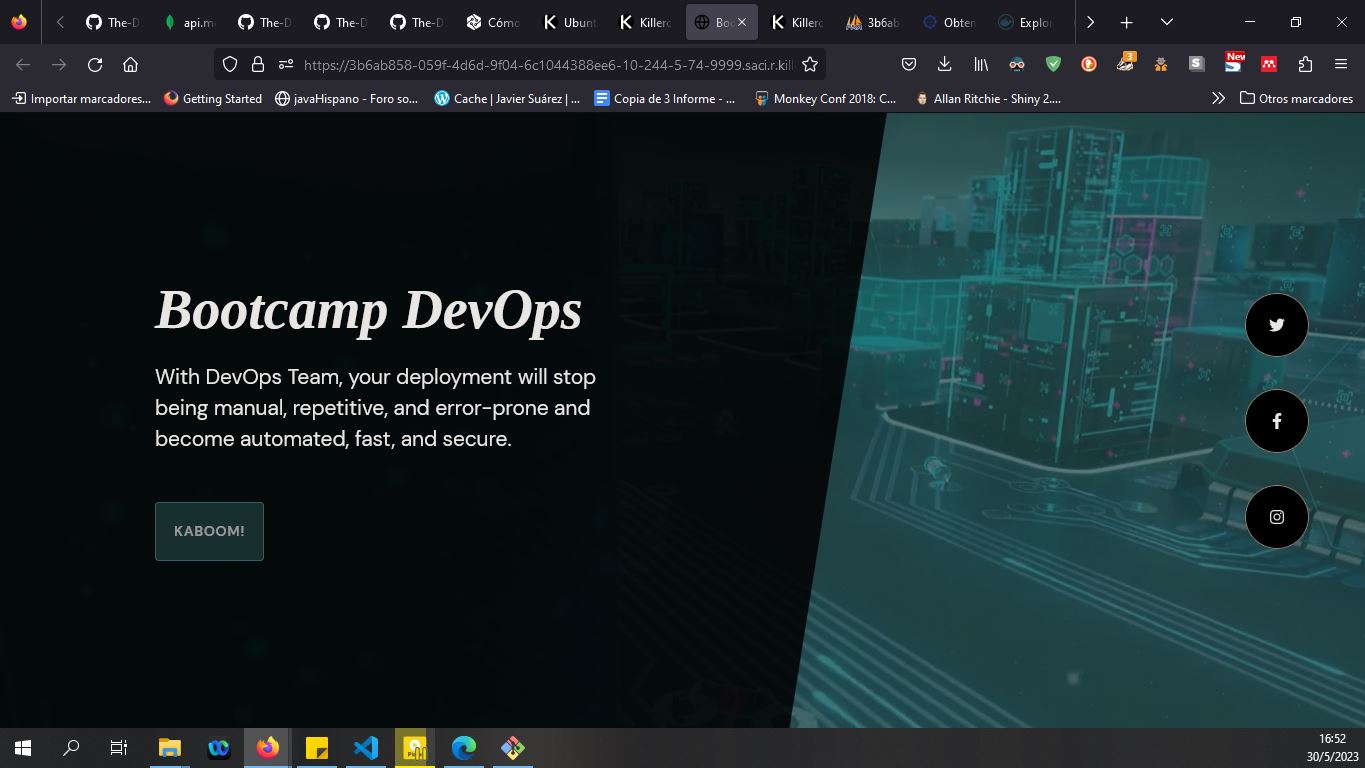 The-D
api.m
The-D
The-D
The-D
Cómo
Ubunt
Killerc
Boo
Killerc
3b6ab
Obten
Explor
https://3b6ab858-059f-4d6d-9f04-6c1044388ee6-10-244-5-74-9999.saci.r.kill
3
New
Importar marcadores...
Getting Started
javaHispano - Foro so...
Cache | Javier Suárez | ...
Copia de 3 Informe - ...
Monkey Conf 2018: C...
Allan Ritchie - Shiny 2....
Otros marcadores
Bootcamp DevOps
With DevOps Team, your deployment will stop
being manual, repetitive, and error-prone and
become automated, fast, and secure.
KABOOM!
16:52
30/5/2023